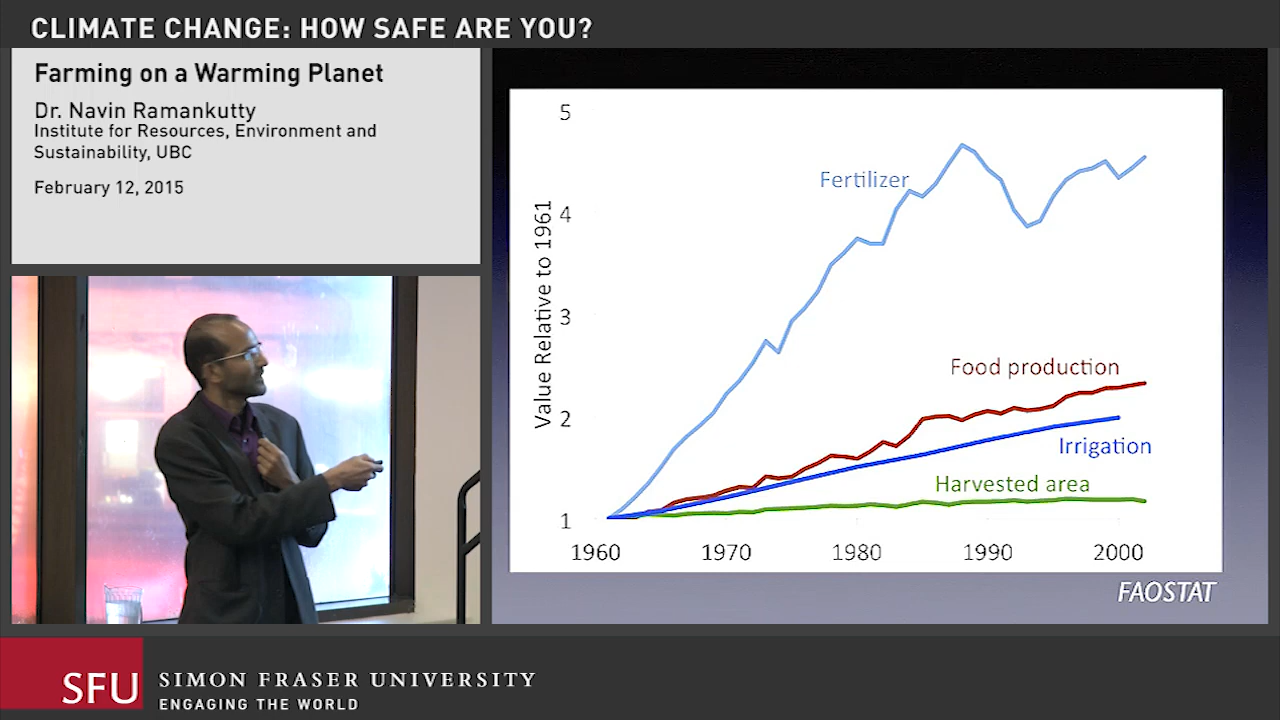 CLIMATE CHANGE: HOW SAFE ARE YOU?
Farming on a Warming Planet
Dr. Navin Ramankutty
Institute for Resources, Environment and
Sustainability, UBC
February 12, 2015
5
4
3
2
1
Value Relative to 1961
Fertilizer
Food production
Irrigation
Harvested area
1960 1970 1980 1990 2000
FAOSTAT
SFU SIMON FRASER UNIVERSITY
ENGAGING THE WORLD